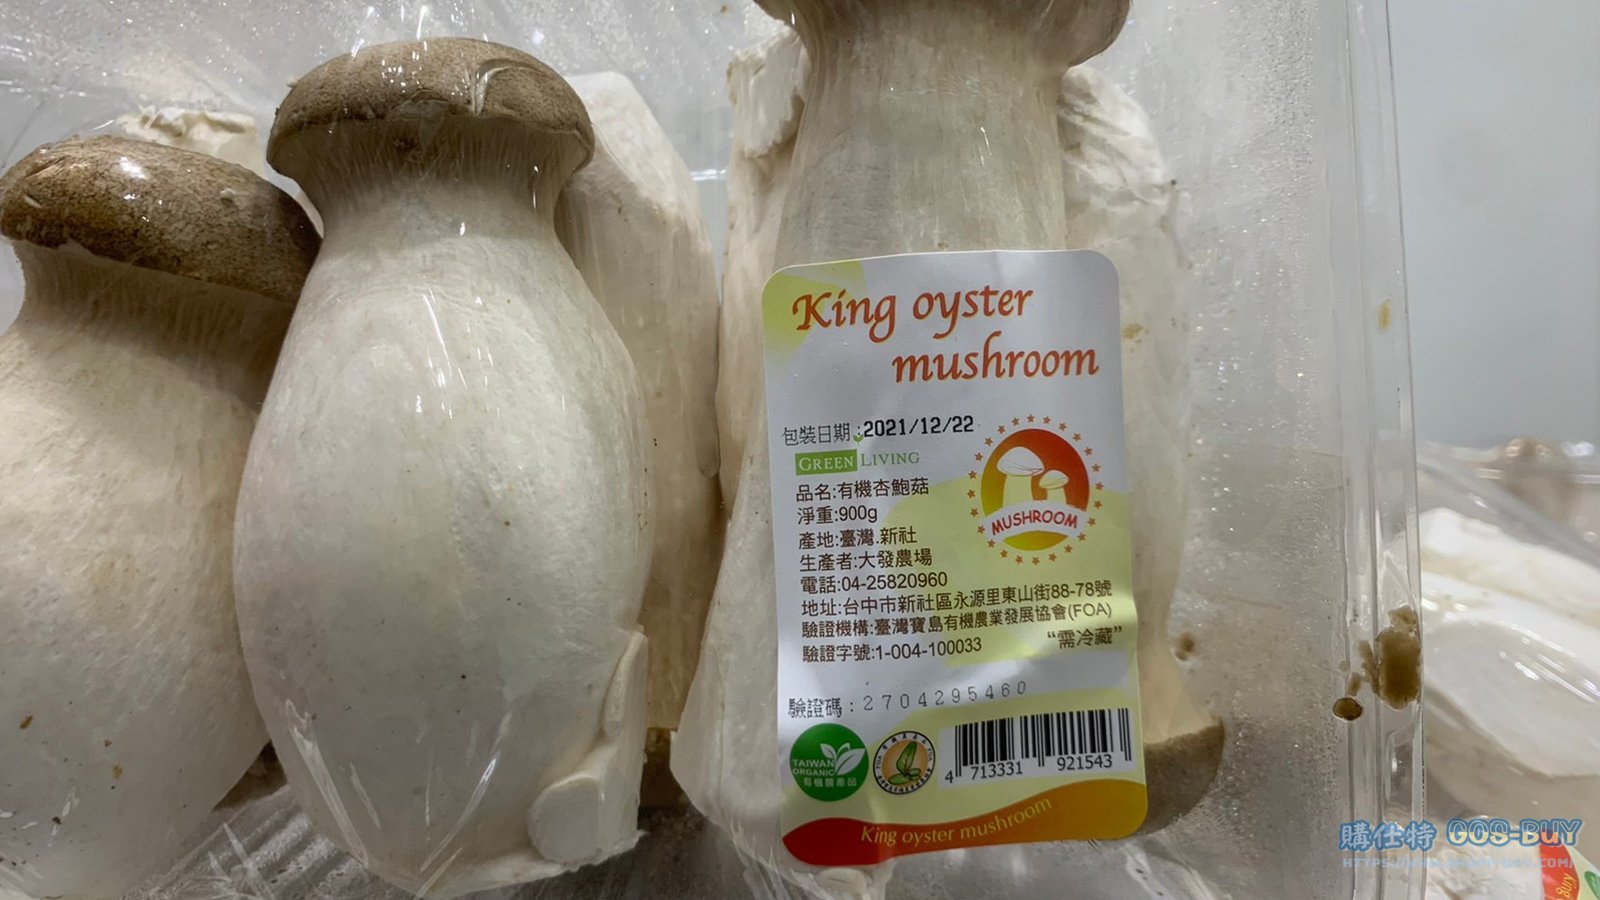 King oyster
mushroom
包裝日期:2021/12/22
GREEN LIVING
品名:有機杏鮑菇
淨重:900g
產地:臺灣.新社
生產者:大發農場
電話:04-25820960
地址:台中市新社區永源里東山街88-78號
驗證機構:臺灣寶島有機農業發展協會(FOA)
驗證字號:1-004-100033
“需冷藏”
MUSHROOM
驗證碼:2704295460
TAIWAN
ORGANIC
有機農產品
4 713331 921543
King oyster mushroom
購仕特 GOS-BUY